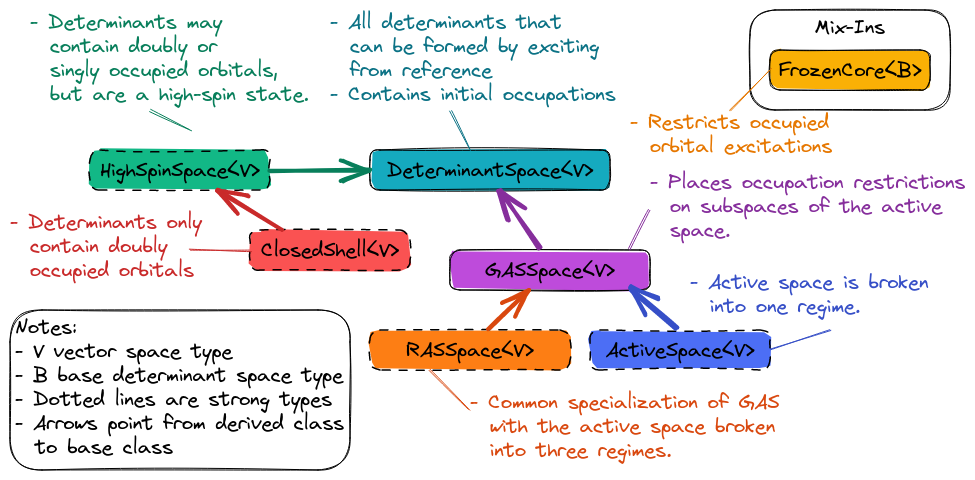 - Determinants may
contain doubly or
singly occupied orbitals,
but are a high-spin state.
- All determinants that
can be formed by exciting
from reference
- Contains initial occupations
Mix-Ins
FrozenCore<B>
- Restricts occupied
orbital excitations
HighSpinSpace<V>
DeterminantSpace<V>
- Places occupation restrictions
on subspaces of the active
space.
- Determinants only
contain doubly
occupied orbitals
ClosedShell<V>
GASSpace<V>
- Active space is broken
into one regime.
RASSpace<V>
ActiveSpace<V>
Notes:
- V vector space type
- B base determinant space type
- Dotted lines are strong types
- Arrows point from derived class
to base class
- Common specialization of GAS
with the active space broken
into three regimes.